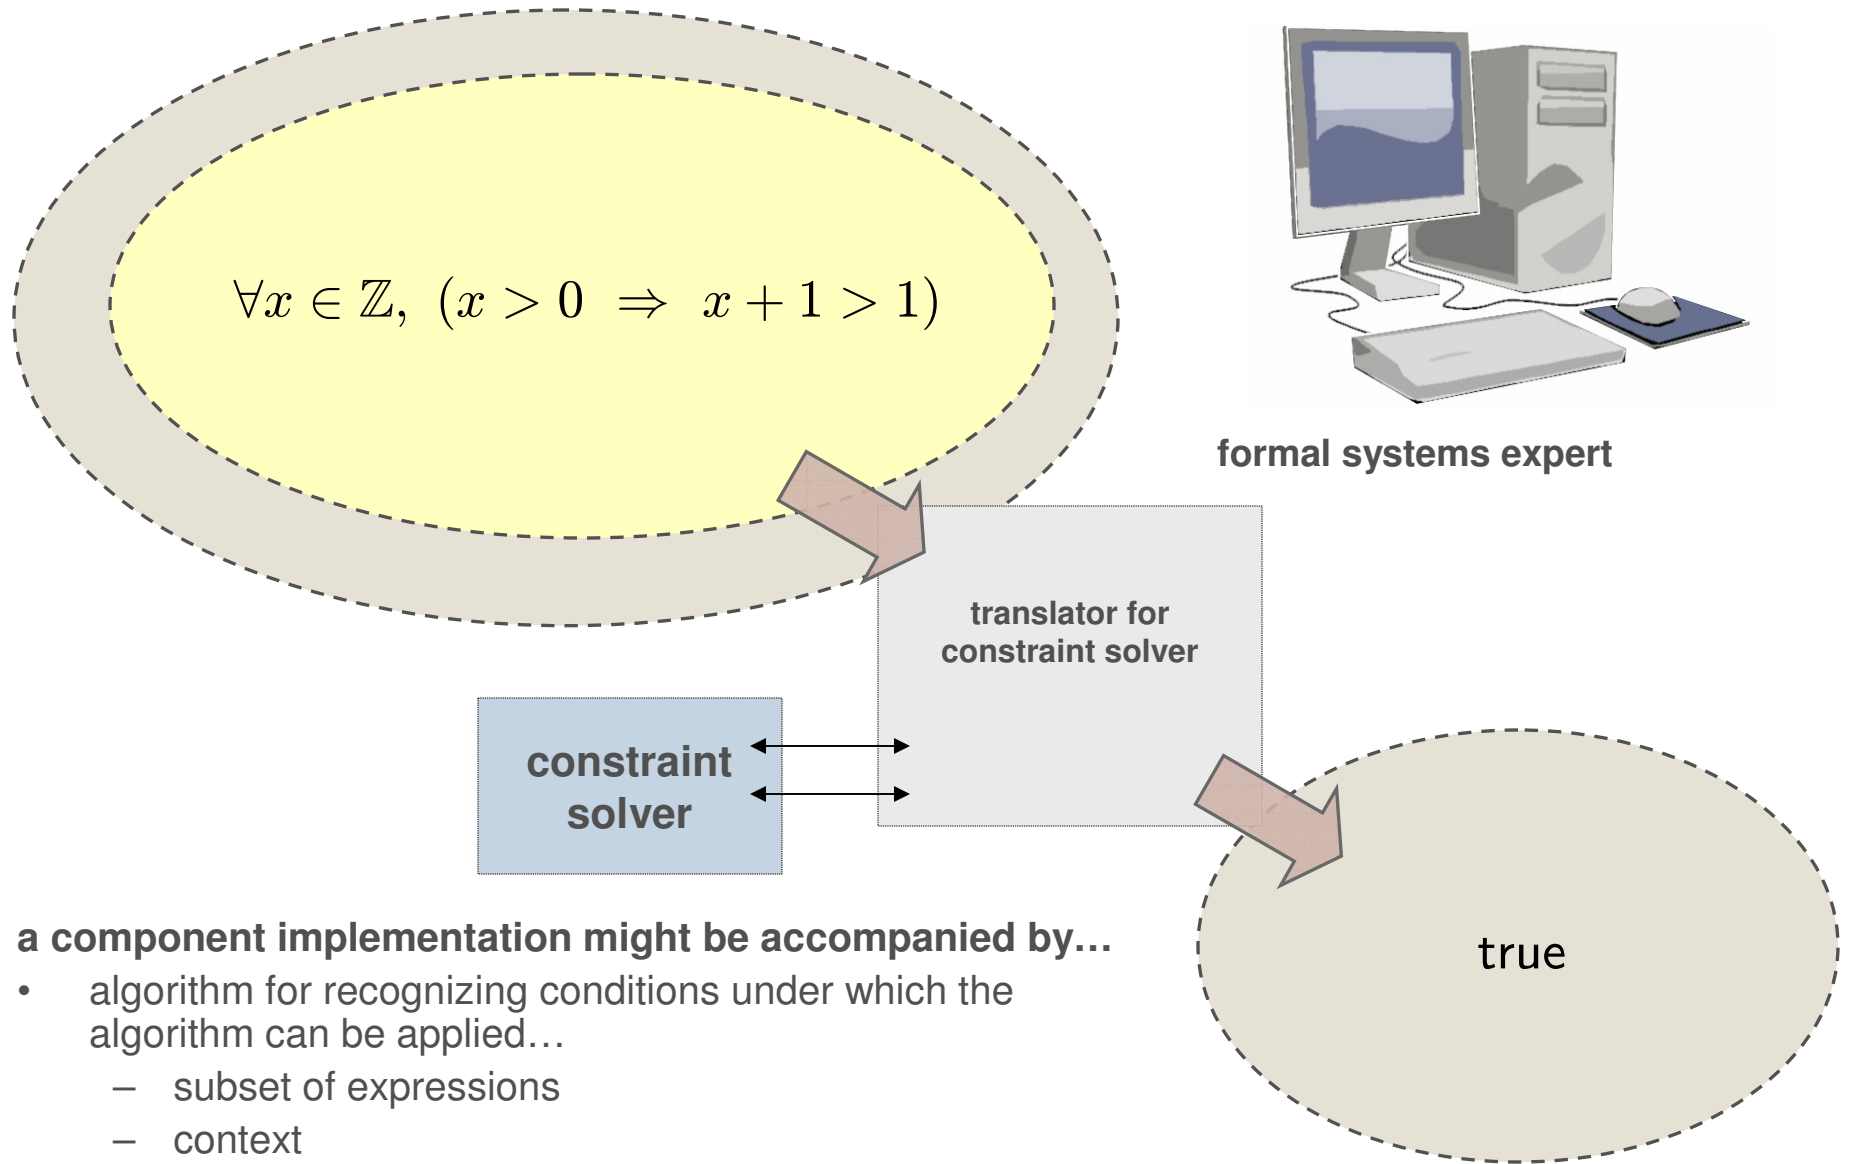 ∀x ∈ ℤ, (x > 0 ⇒ x + 1 > 1)
formal systems expert
translator for
constraint solver
constraint
solver
true
a component implementation might be accompanied by…
• algorithm for recognizing conditions under which the
algorithm can be applied…
– subset of expressions
– context